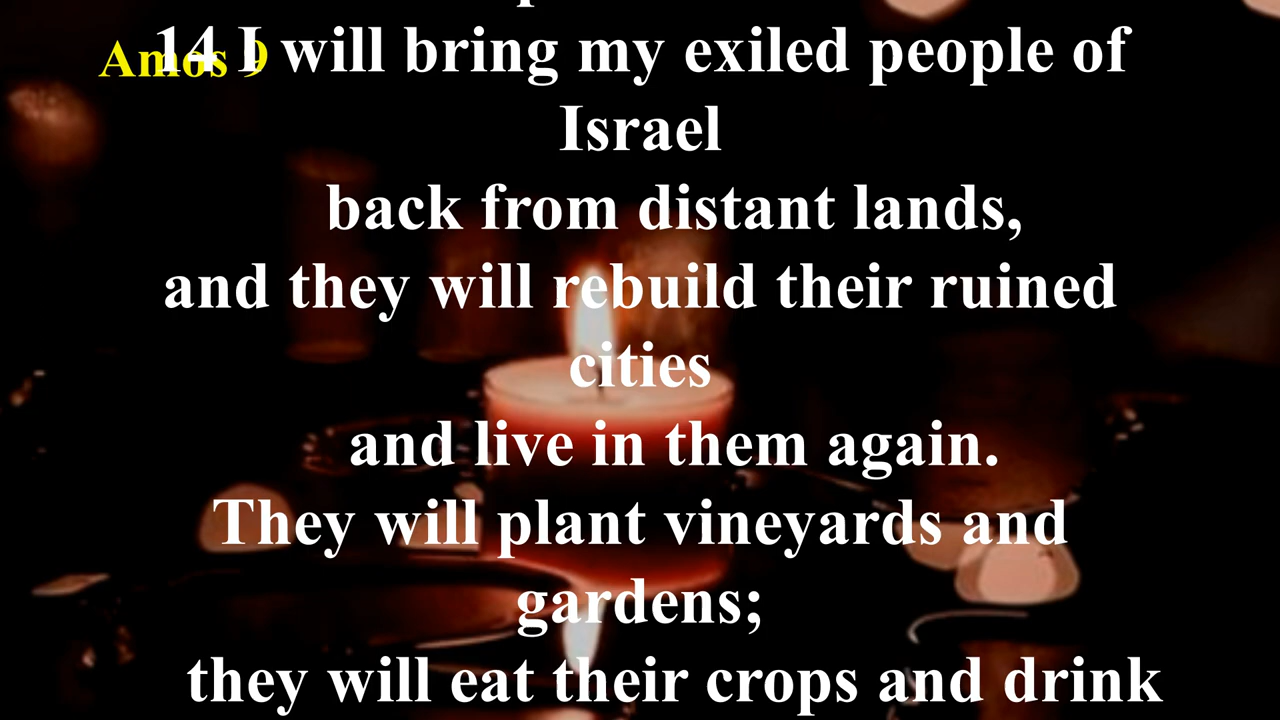 Amos 9
14 I will bring my exiled people of
Israel
back from distant lands,
and they will rebuild their ruined
cities
and live in them again.
They will plant vineyards and
gardens;
they will eat their crops and drink